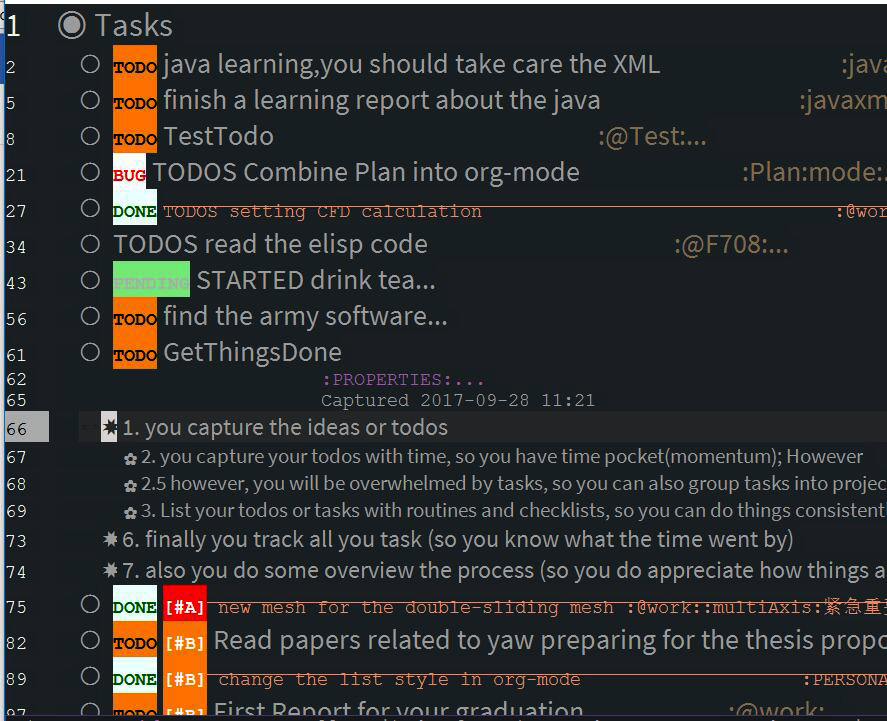 1 Tasks
2 TODO java learning,you should take care the XML :java
5 TODO finish a learning report about the java :javaxm
8 TODO TestTodo :@Test:...
21 BUG TODOS Combine Plan into org-mode :Plan:mode:.
27 DONE TODOS setting CFD calculation :@wor
34 TODOS read the elisp code :@F708:...
43 PENDING STARTED drink tea...
56 TODO find the army software...
61 TODO GetThingsDone
62 :PROPERTIES:...
65 Captured 2017-09-28 11:21
66 1. you capture the ideas or todos
67 2. you capture your todos with time, so you have time pocket(momentum); However
68 2.5 however, you will be overwhelmed by tasks, so you can also group tasks into projec
69 3. List your todos or tasks with routines and checklists, so you can do things consistentl
73 6. finally you track all you task (so you know what the time went by)
74 7. also you do some overview the process (so you do appreciate how things a
75 DONE [#A] new mesh for the double-sliding mesh :@work::multiAxis:紧急重要
82 TODO [#B] Read papers related to yaw preparing for the thesis propo
89 DONE [#B] change the list style in org-mode :PERSONA
97 TODO [#B] First Report for your graduation :@work: